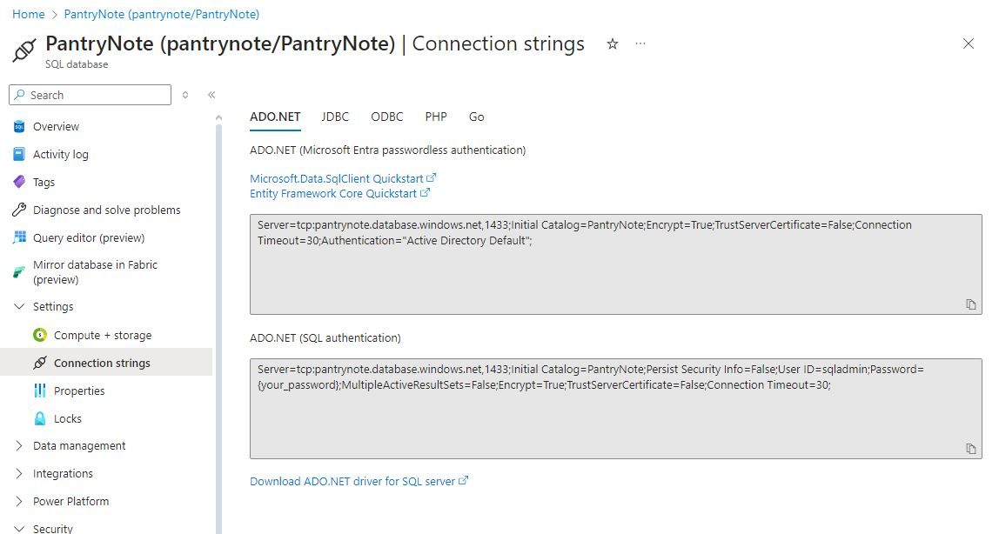 Home > PantryNote (pantrynote/PantryNote)
PantryNote (pantrynote/PantryNote) | Connection strings
SQL database
Search
Overview
Activity log
Tags
Diagnose and solve problems
Query editor (preview)
Mirror database in Fabric
(preview)
Settings
Compute + storage
Connection strings
Properties
Locks
Data management
Integrations
Power Platform
Security
ADO.NET JDBC ODBC PHP Go
ADO.NET (Microsoft Entra passwordless authentication)
Microsoft.Data.SqlClient Quickstart
Entity Framework Core Quickstart
Server=tcp:pantrynote.database.windows.net,1433;Initial Catalog=PantryNote;Encrypt=True;TrustServerCertificate=False;Connection
Timeout=30;Authentication="Active Directory Default";
ADO.NET (SQL authentication)
Server=tcp:pantrynote.database.windows.net,1433;Initial Catalog=PantryNote;Persist Security Info=False;User ID=sqladmin;Password=
{your_password};MultipleActiveResultSets=False;Encrypt=True;TrustServerCertificate=False;Connection Timeout=30;
Download ADO.NET driver for SQL server